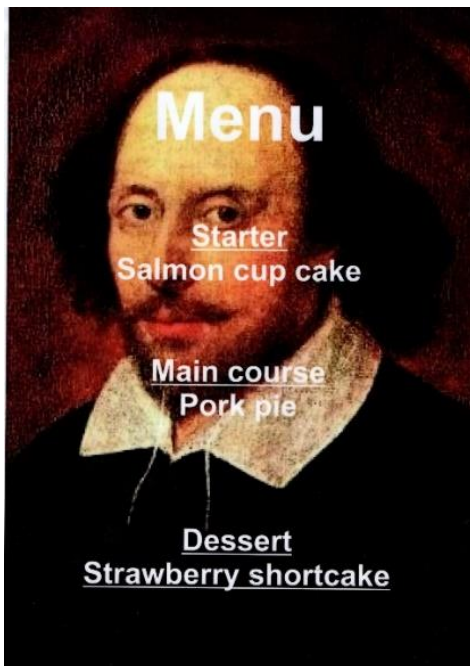 Menu
Starter
Salmon cup cake
Main course
Pork pie
Dessert
Strawberry shortcake